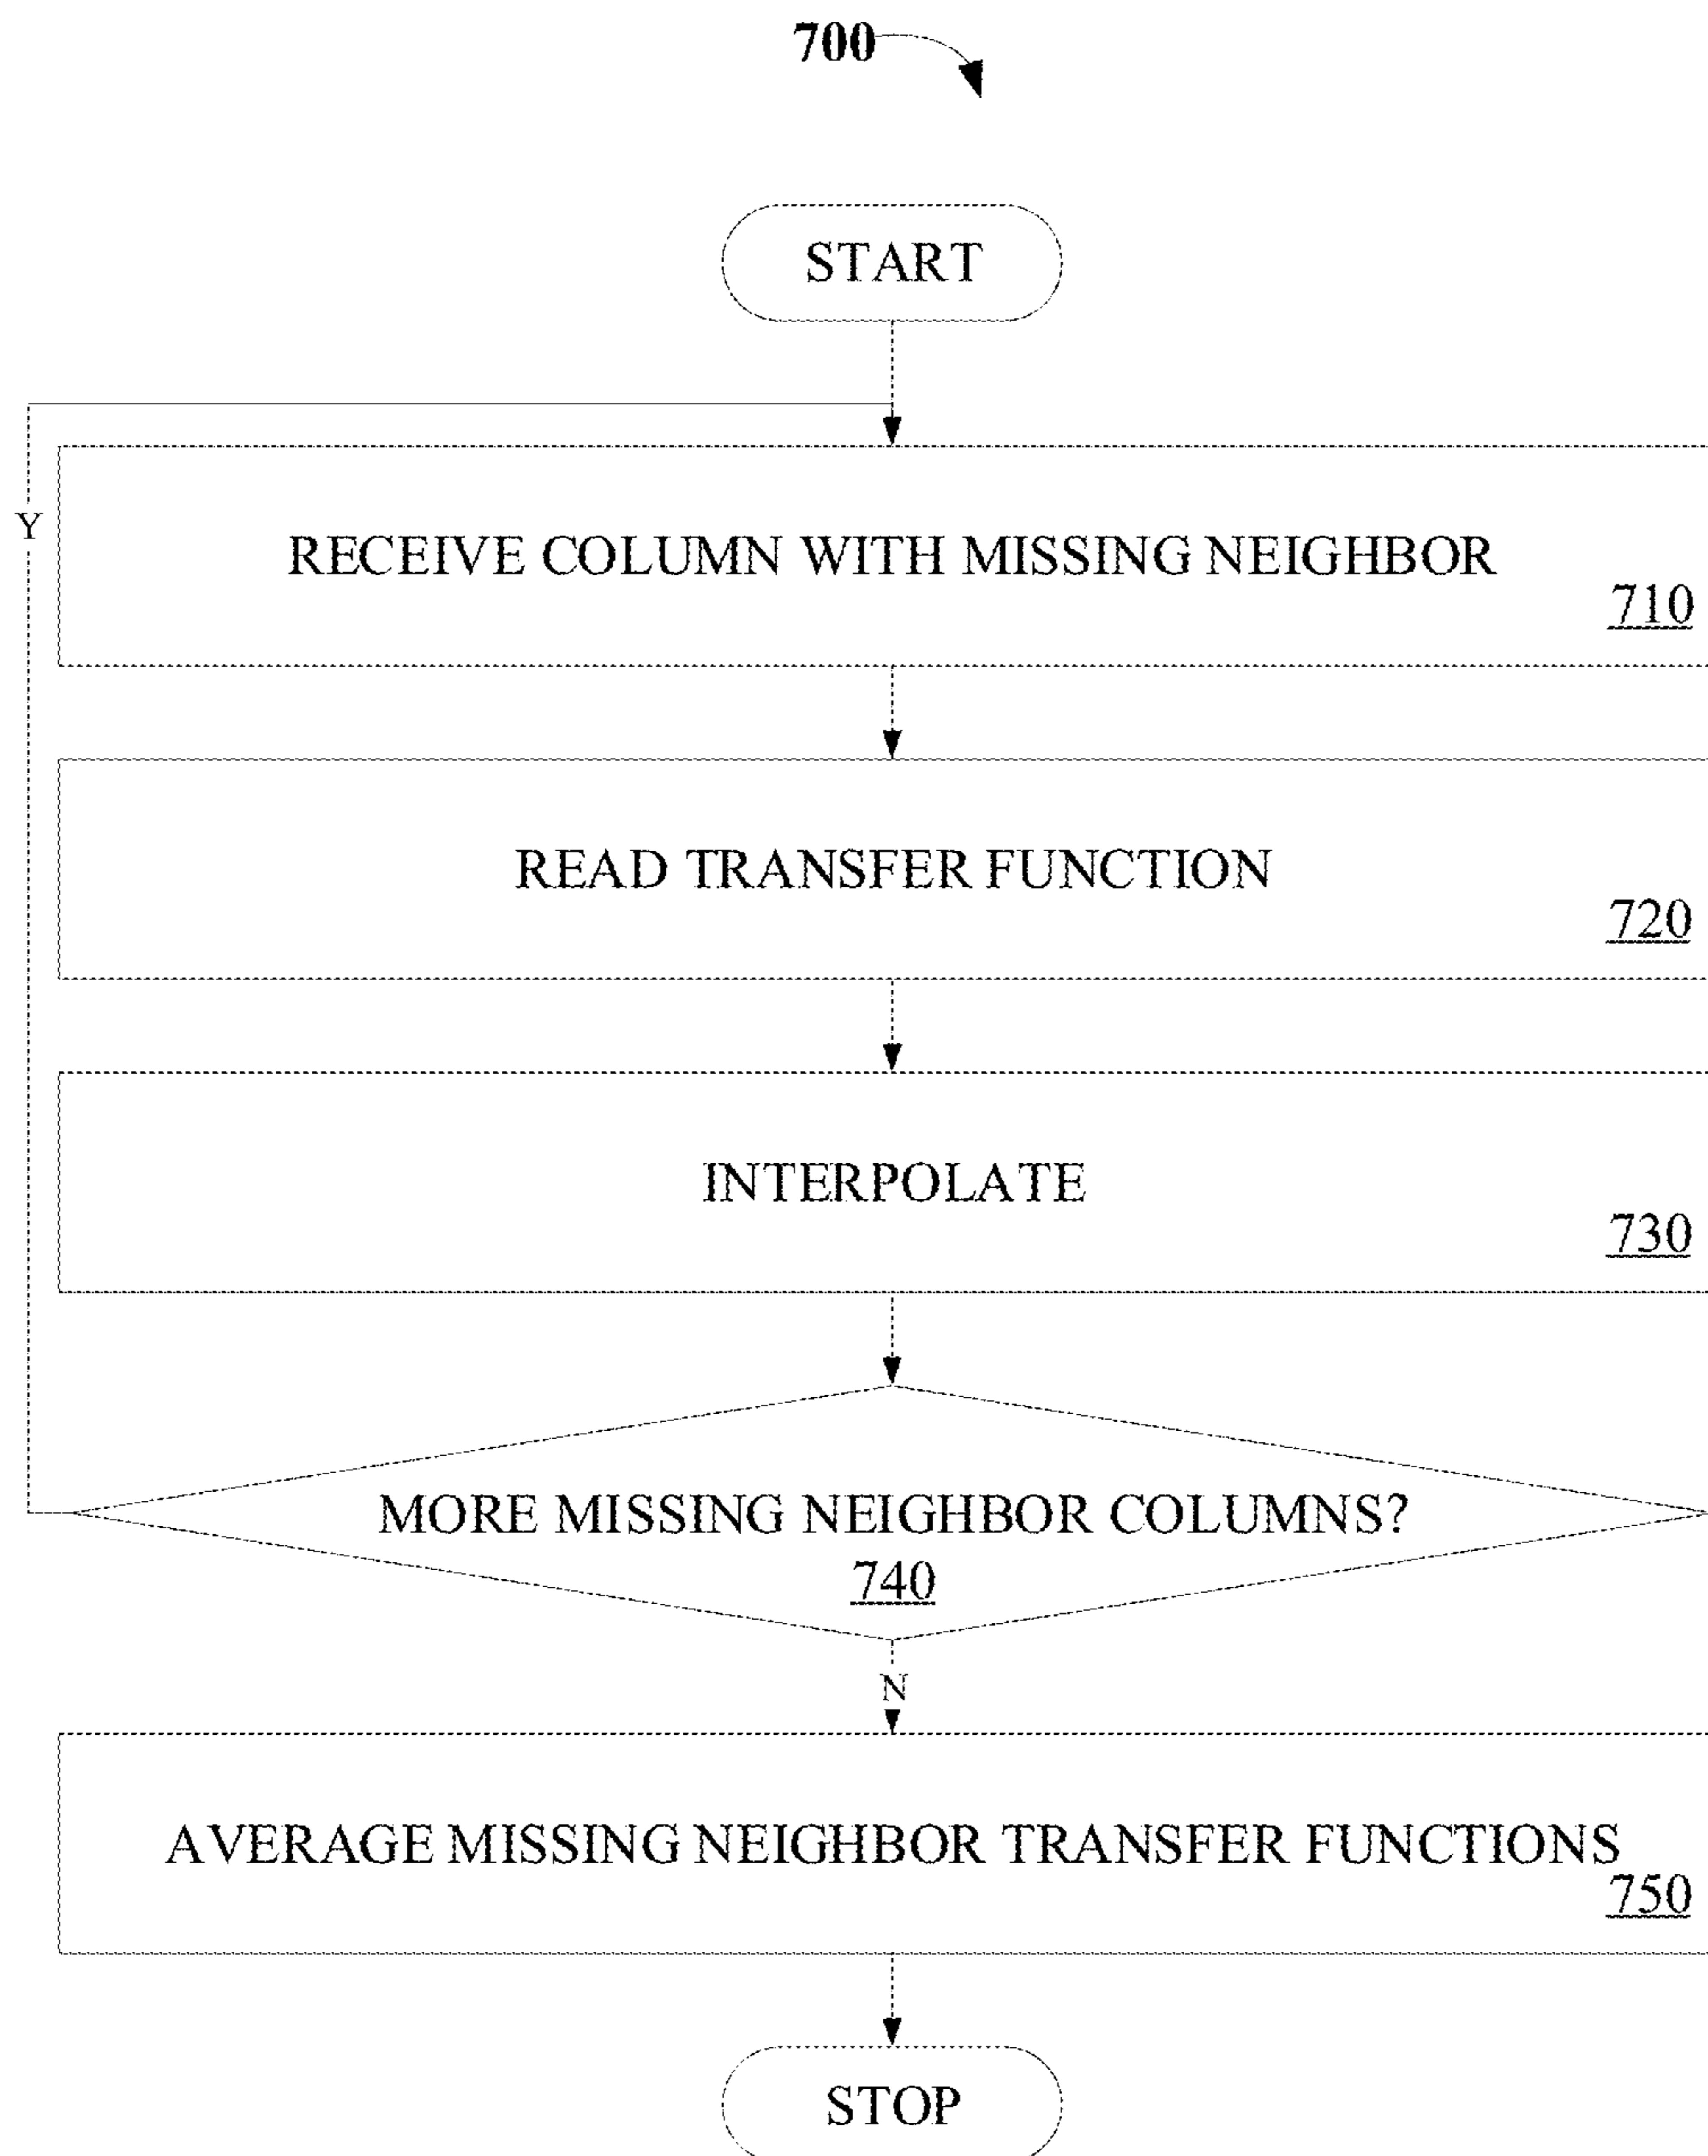 700
START
Y
RECEIVE COLUMN WITH MISSING NEIGHBOR
710
READ TRANSFER FUNCTION
720
INTERPOLATE
730
MORE MISSING NEIGHBOR COLUMNS?
740
N
AVERAGE MISSING NEIGHBOR TRANSFER FUNCTIONS
750
STOP